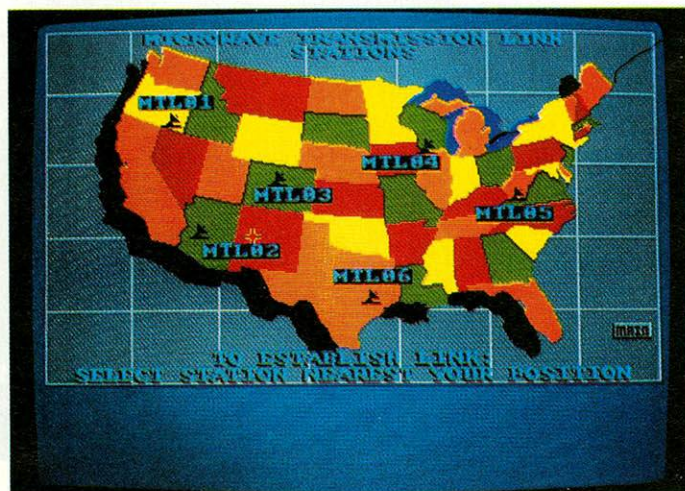 MICROWAVE TRANSMISSION LINK
STATIONS
MTL01
MTL04
MTL03
MTL05
MTL02
MTL06
MAIN
TO ESTABLISH LINK:
SELECT STATION NEAREST YOUR POSITION